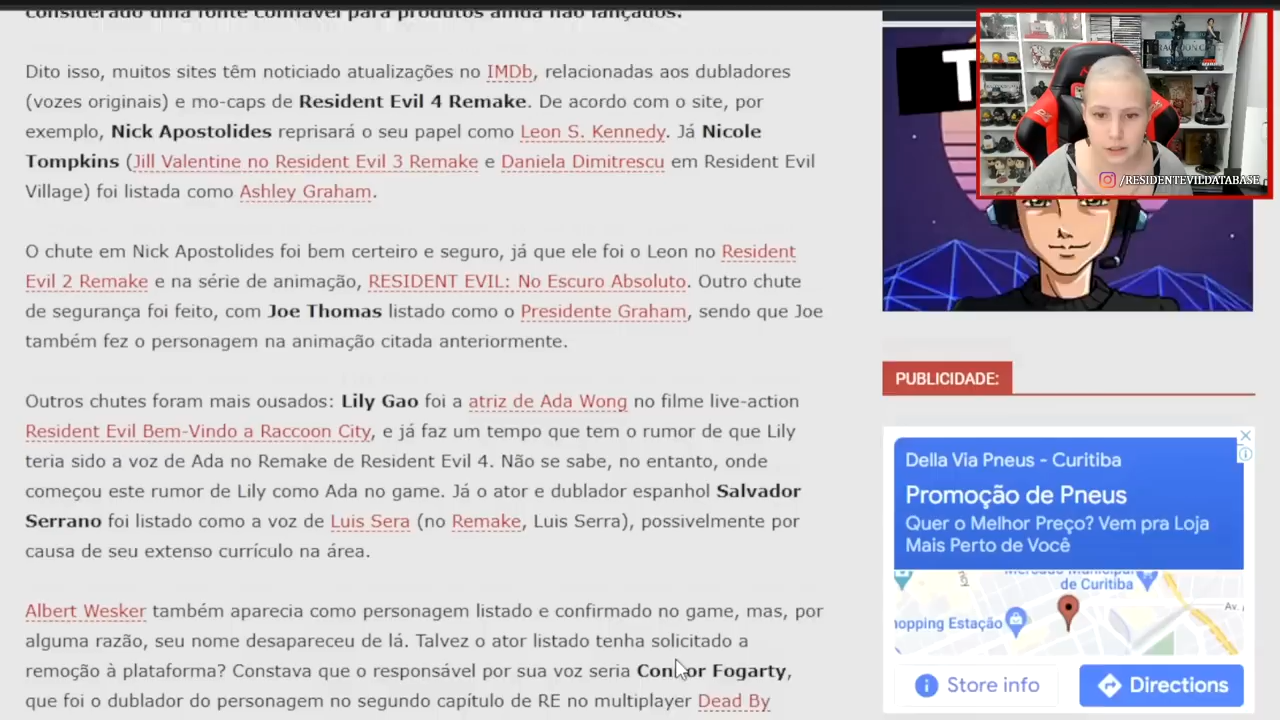 considerado uma fonte confiável para produtos ainda não lançados.
Dito isso, muitos sites têm noticiado atualizações no IMDb, relacionadas aos dubladores
(vozes originais) e mo-caps de Resident Evil 4 Remake. De acordo com o site, por
exemplo, Nick Apostolides reprisará o seu papel como Leon S. Kennedy. Já Nicole
Tompkins (Jill Valentine no Resident Evil 3 Remake e Daniela Dimitrescu em Resident Evil
Village) foi listada como Ashley Graham.
O chute em Nick Apostolides foi bem certeiro e seguro, já que ele foi o Leon no Resident
Evil 2 Remake e na série de animação, RESIDENT EVIL: No Escuro Absoluto. Outro chute
de segurança foi feito, com Joe Thomas listado como o Presidente Graham, sendo que Joe
também fez o personagem na animação citada anteriormente.
Outros chutes foram mais ousados: Lily Gao foi a atriz de Ada Wong no filme live-action
Resident Evil Bem-Vindo a Raccoon City, e já faz um tempo que tem o rumor de que Lily
teria sido a voz de Ada no Remake de Resident Evil 4. Não se sabe, no entanto, onde
começou este rumor de Lily como Ada no game. Já o ator e dublador espanhol Salvador
Serrano foi listado como a voz de Luis Sera (no Remake, Luis Serra), possivelmente por
causa de seu extenso currículo na área.
Albert Wesker também aparecia como personagem listado e confirmado no game, mas, por
alguma razão, seu nome desapareceu de lá. Talvez o ator listado tenha solicitado a
remoção à plataforma? Constava que o responsável por sua voz seria Connor Fogarty,
que foi o dublador do personagem no segundo capítulo de RE no multiplayer Dead By
T
/RESIDENTEVILDATABASE
PUBLICIDADE:
Della Via Pneus - Curitiba
Promoção de Pneus
Quer o Melhor Preço? Vem pra Loja
Mais Perto de Você
Mercado Municipal
de Curitiba
hopping Estação
Av.
Store info
Directions